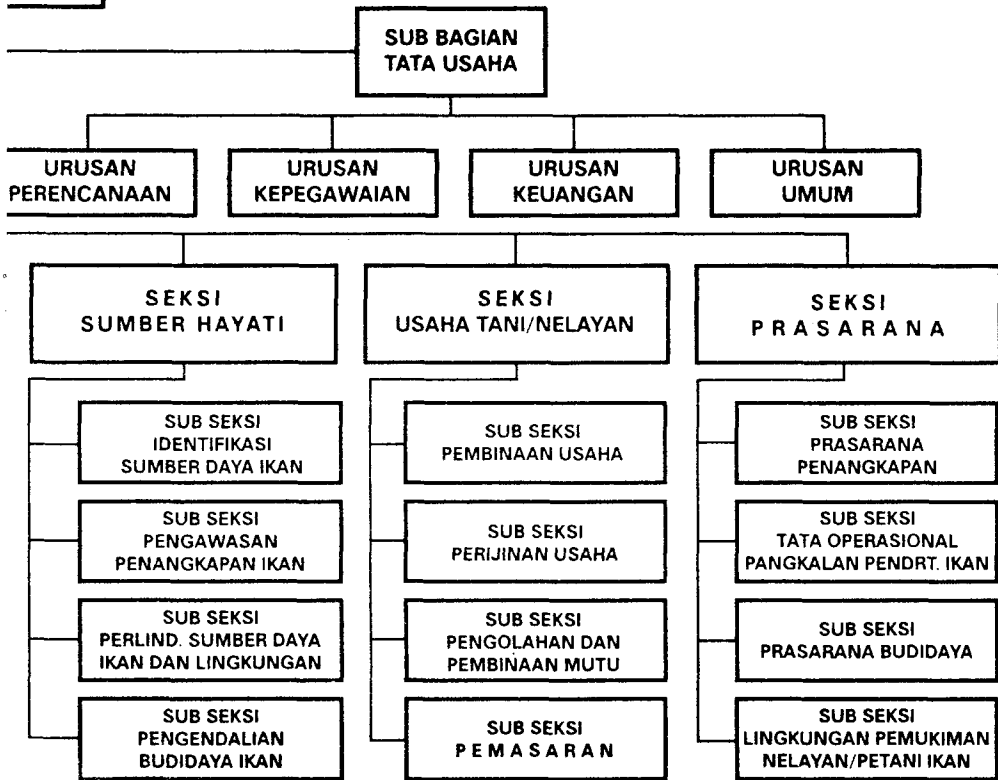 SUB BAGIAN
TATA USAHA
URUSAN
PERENCANAAN
URUSAN
KEPEGAWAIAN
URUSAN
KEUANGAN
URUSAN
UMUM
SEKSI
SUMBER HAYATI
SEKSI
USAHA TANI/NELAYAN
SEKSI
PRASARANA
SUB SEKSI
IDENTIFIKASI
SUMBER DAYA IKAN
SUB SEKSI
PENGAWASAN
PENANGKAPAN IKAN
SUB SEKSI
PERLIND. SUMBER DAYA
IKAN DAN LINGKUNGAN
SUB SEKSI
PENGENDALIAN
BUDIDAYA IKAN
SUB SEKSI
PEMBINAAN USAHA
SUB SEKSI
PERIJINAN USAHA
SUB SEKSI
PENGOLAHAN DAN
PEMBINAAN MUTU
SUB SEKSI
PEMASARAN
SUB SEKSI
PRASARANA
PENANGKAPAN
SUB SEKSI
TATA OPERASIONAL
PANGKALAN PENDRT. IKAN
SUB SEKSI
PRASARANA BUDIDAYA
SUB SEKSI
LINGKUNGAN PEMUKIMAN
NELAYAN/PETANI IKAN